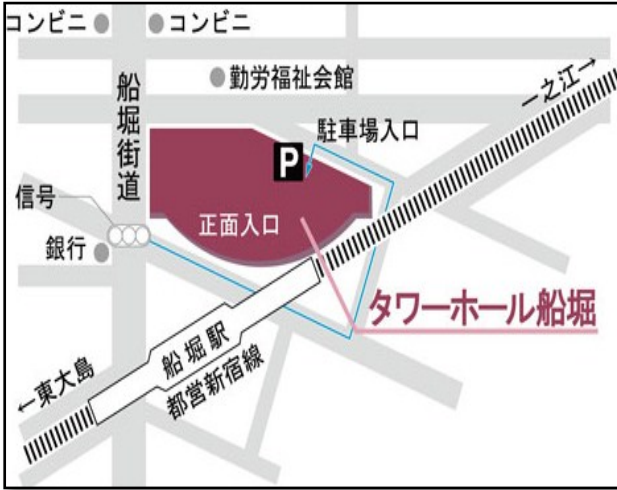 コンビニ
コンビニ
勤労福祉会館
一之江→
船堀街道
駐車場入口
P
信号
正面入口
銀行
タワーホール船堀
船堀駅
都営新宿線
←東大島